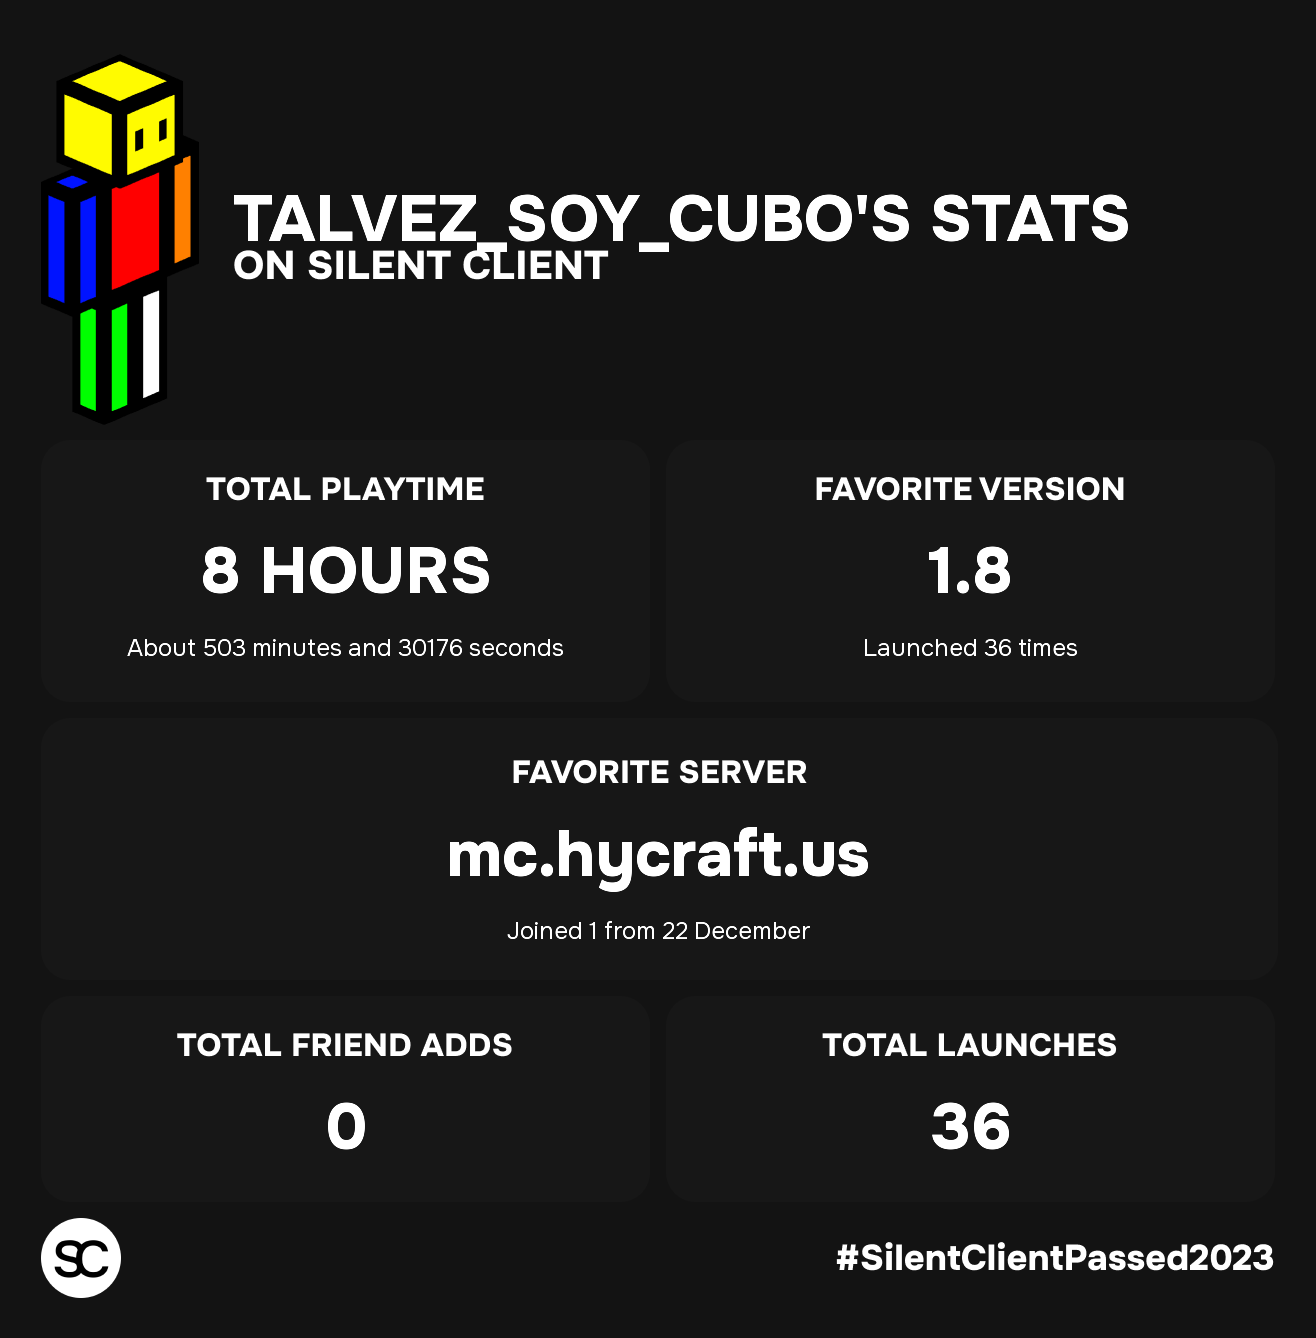 TALVEZ_SOY_CUBO'S STATS
ON SILENT CLIENT
TOTAL PLAYTIME
8 HOURS
About 503 minutes and 30176 seconds
FAVORITE VERSION
1.8
Launched 36 times
FAVORITE SERVER
mc.hycraft.us
Joined 1 from 22 December
TOTAL FRIEND ADDS
0
TOTAL LAUNCHES
36
SC
#SilentClientPassed2023